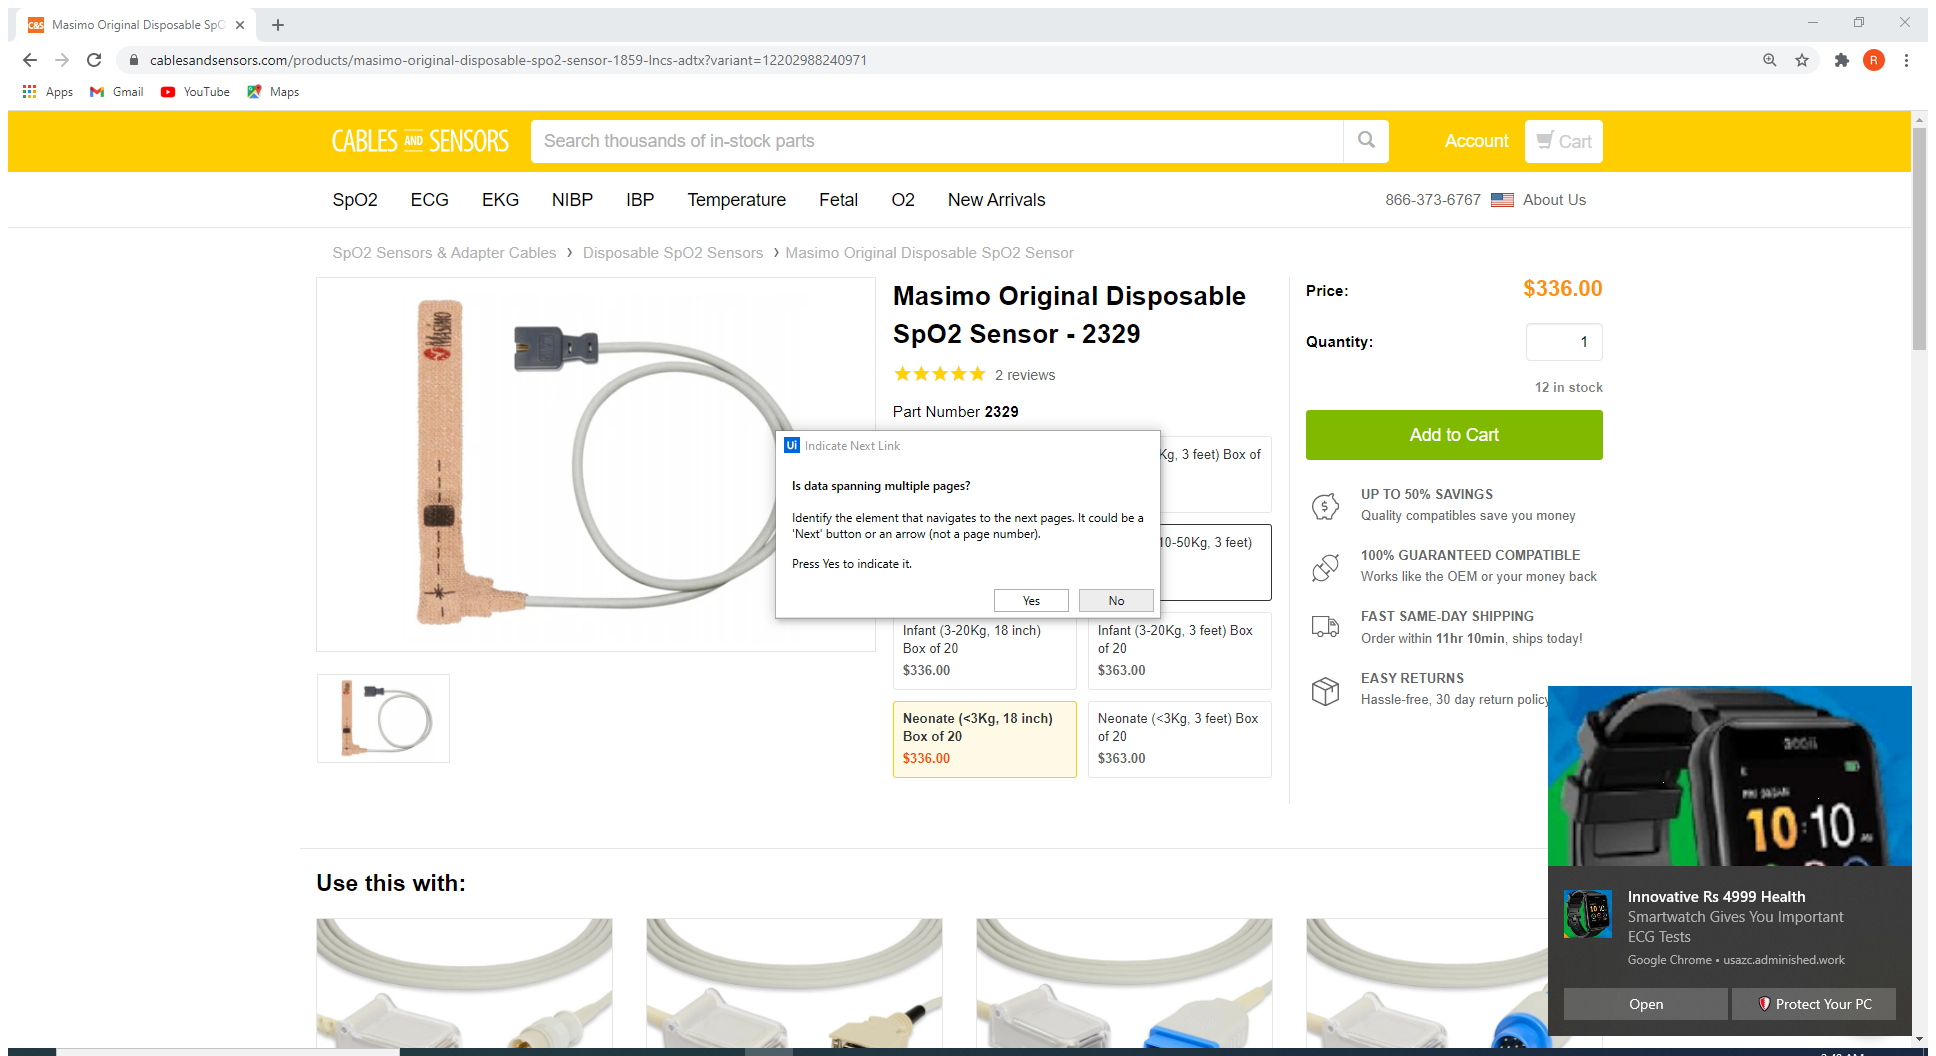 Masimo Original Disposable SpO
cablesandsensors.com/products/masimo-original-disposable-spo2-sensor-1859-lncs-adtx?variant=12202988240971
R
Apps Gmail YouTube Maps
CABLES AND SENSORS
Search thousands of in-stock parts
Account
Cart
SpO2 ECG EKG NIBP IBP Temperature Fetal O2 New Arrivals
866-373-6767 About Us
SpO2 Sensors & Adapter Cables › Disposable SpO2 Sensors › Masimo Original Disposable SpO2 Sensor
Masimo
Masimo Original Disposable
SpO2 Sensor - 2329
2 reviews
Part Number 2329
Kg, 3 feet) Box of
10-50Kg, 3 feet)
Ui Indicate Next Link
Is data spanning multiple pages?
Identify the element that navigates to the next pages. It could be a
'Next' button or an arrow (not a page number).
Press Yes to indicate it.
Yes No
Infant (3-20Kg, 18 inch)
Box of 20
$336.00
Infant (3-20Kg, 3 feet) Box
of 20
$363.00
Neonate (<3Kg, 18 inch)
Box of 20
$336.00
Neonate (<3Kg, 3 feet) Box
of 20
$363.00
Price: $336.00
Quantity: 1
12 in stock
Add to Cart
UP TO 50% SAVINGS
Quality compatibles save you money
100% GUARANTEED COMPATIBLE
Works like the OEM or your money back
FAST SAME-DAY SHIPPING
Order within 11hr 10min, ships today!
EASY RETURNS
Hassle-free, 30 day return policy
Use this with:
10:10
Innovative Rs 4999 Health
Smartwatch Gives You Important
ECG Tests
Google Chrome • usazc.adminished.work
Open
Protect Your PC